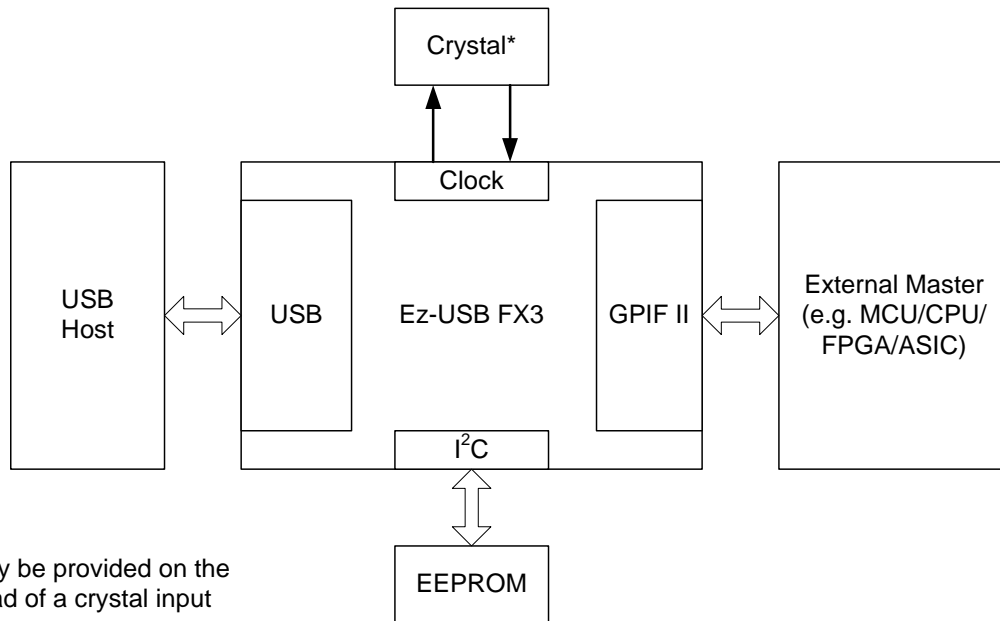 Crystal*
Clock
USB
Host
USB
Ez-USB FX3
GPIF II
External Master
(e.g. MCU/CPU/
FPGA/ASIC)
I²C
EEPROM
be provided on the
of a crystal input